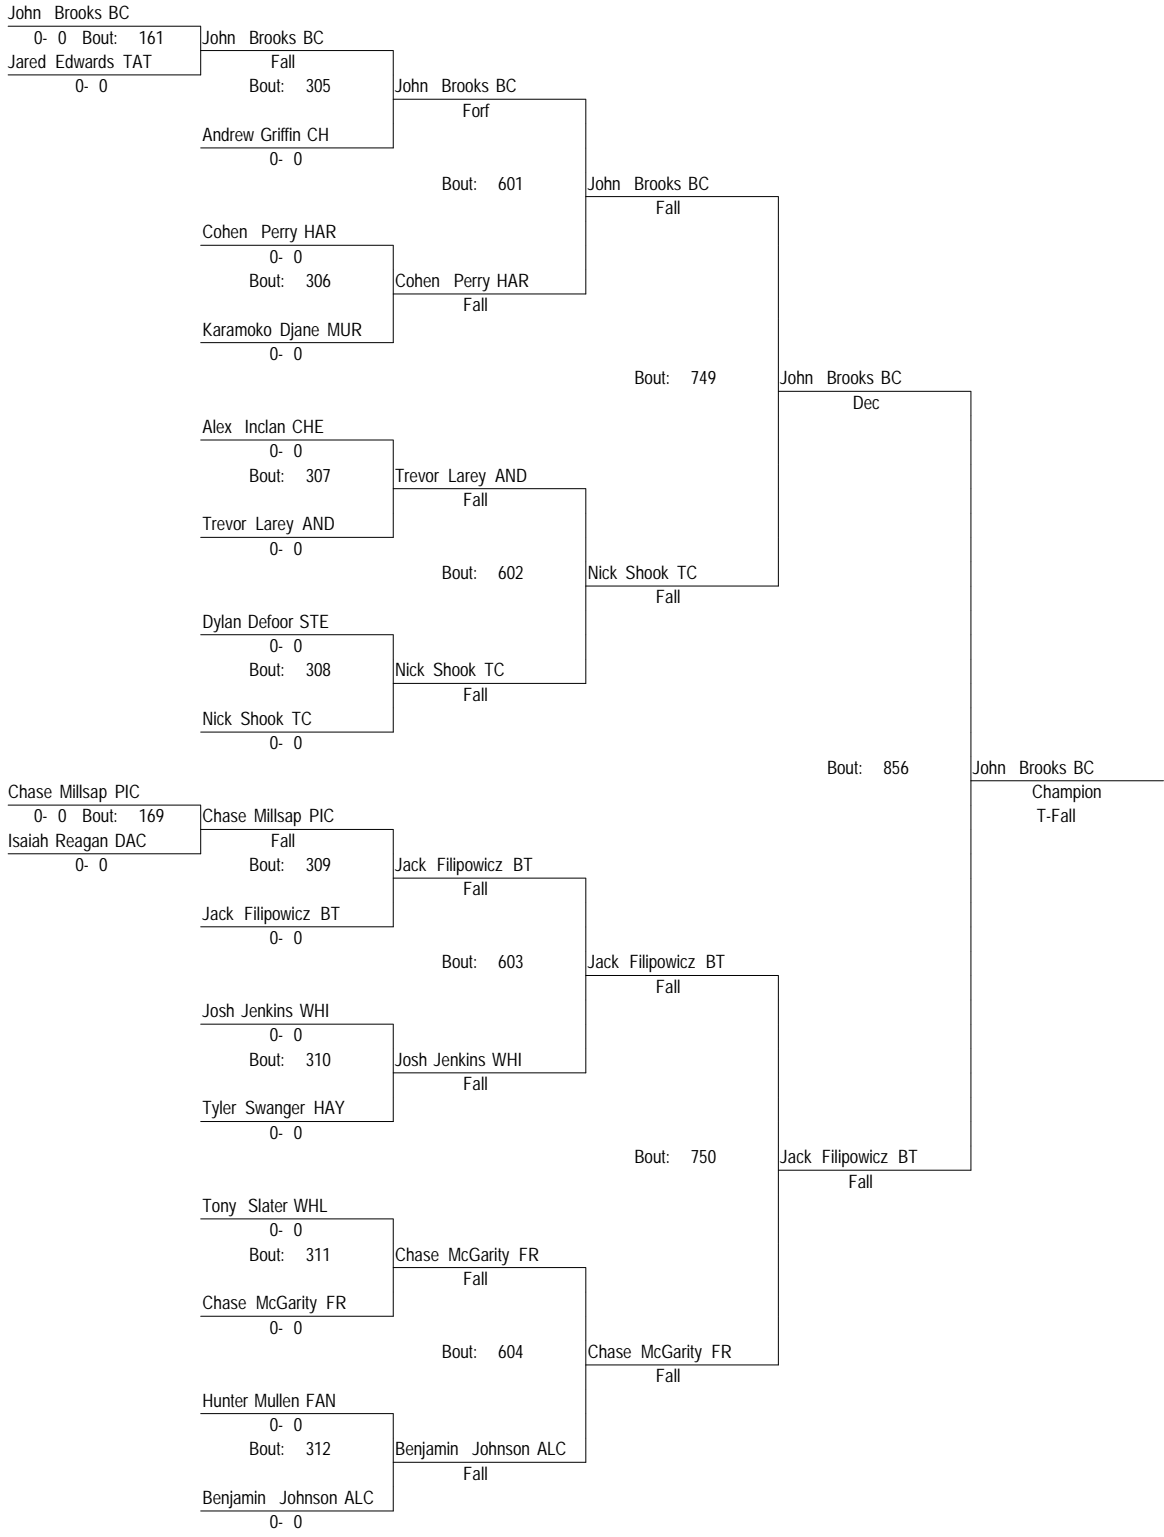 John Brooks BC
0- 0 Bout: 161 John Brooks BC
Jared Edwards TAT Fall
0- 0 Bout: 305 John Brooks BC
Forf
Andrew Griffin CH
0- 0
Bout: 601 John Brooks BC
Fall
Cohen Perry HAR
0- 0
Bout: 306 Cohen Perry HAR
Fall
Karamoko Djane MUR
0- 0
Bout: 749 John Brooks BC
Dec
Alex Inclan CHE
0- 0
Bout: 307 Trevor Larey AND
Fall
Trevor Larey AND
0- 0
Bout: 602 Nick Shook TC
Fall
Dylan Defoor STE
0- 0
Bout: 308 Nick Shook TC
Fall
Nick Shook TC
0- 0
Bout: 856 John Brooks BC
Chase Millsap PIC Champion
0- 0 Bout: 169 Chase Millsap PIC T-Fall
Isaiah Reagan DAC Fall
0- 0 Bout: 309 Jack Filipowicz BT
Fall
Jack Filipowicz BT
0- 0
Bout: 603 Jack Filipowicz BT
Fall
Josh Jenkins WHI
0- 0
Bout: 310 Josh Jenkins WHI
Fall
Tyler Swanger HAY
0- 0
Bout: 750 Jack Filipowicz BT
Fall
Tony Slater WHL
0- 0
Bout: 311 Chase McGarity FR
Fall
Chase McGarity FR
0- 0
Bout: 604 Chase McGarity FR
Fall
Hunter Mullen FAN
0- 0
Bout: 312 Benjamin Johnson ALC
Fall
Benjamin Johnson ALC
0- 0